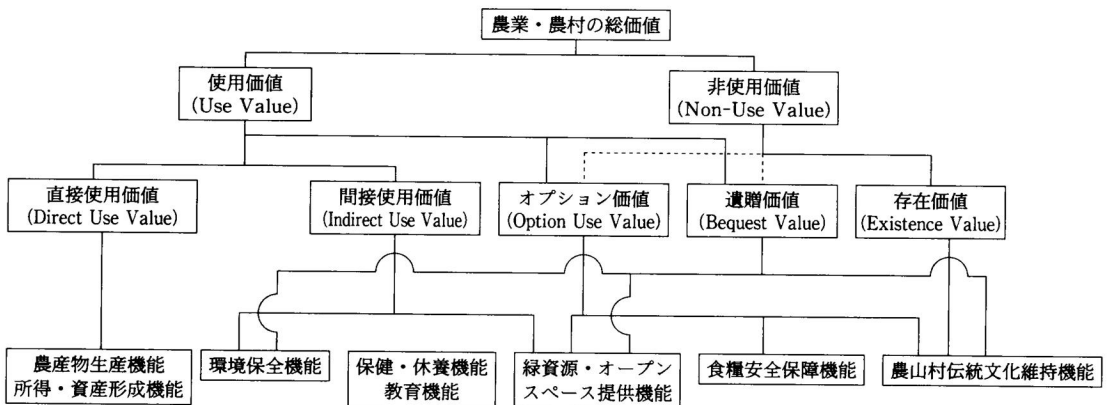 農業・農村の総価値
使用価値
(Use Value)
非使用価値
(Non-Use Value)
直接使用価値
(Direct Use Value)
間接使用価値
(Indirect Use Value)
オプション価値
(Option Use Value)
遺贈価値
(Bequest Value)
存在価値
(Existence Value)
農産物生産機能
所得・資産形成機能
環境保全機能
保健・休養機能
教育機能
緑資源・オープン
スペース提供機能
食糧安全保障機能
農山村伝統文化維持機能